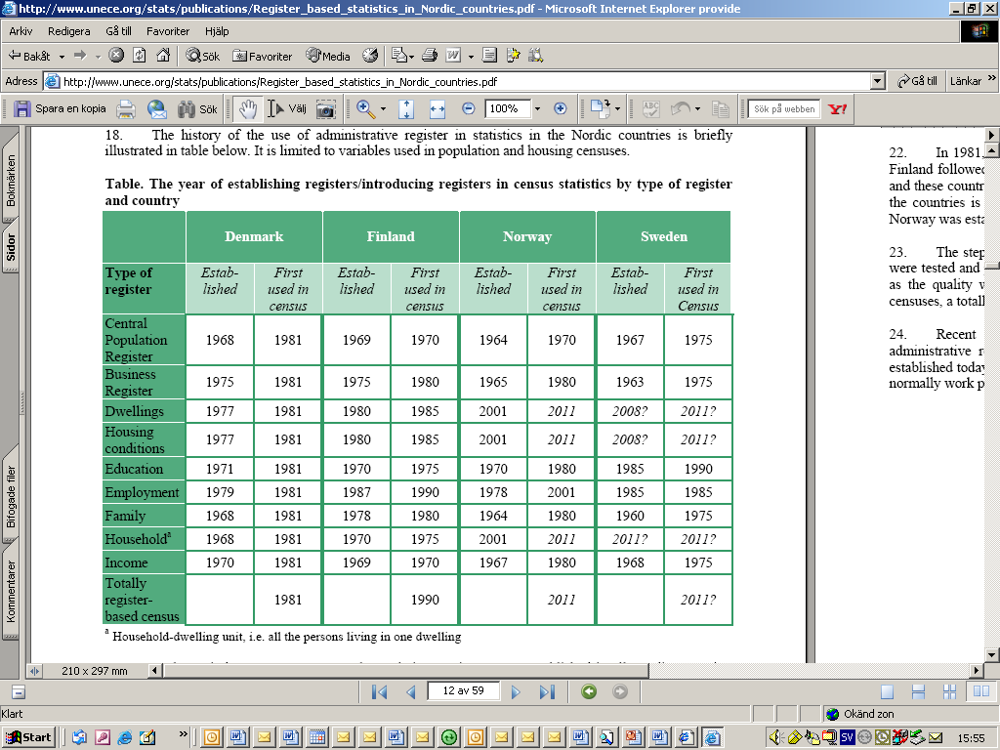 http://www.unece.org/stats/publications/Register_based_statistics_in_Nordic_countries.pdf - Microsoft Internet Explorer provide
Arkiv Redigera Gå till Favoriter Hjälp
Bakåt Sök Favoriter Media
Adress http://www.unece.org/stats/publications/Register_based_statistics_in_Nordic_countries.pdf Gå till Länkar »
Spara en kopia Sök Välj 100% Sök på webben Y!
Bokmärken
Sidor
Bifogade filer
Kommentarer
18. The history of the use of administrative register in statistics in the Nordic countries is briefly
illustrated in table below. It is limited to variables used in population and housing censuses.
Table. The year of establishing registers/introducing registers in census statistics by type of register
and country
Denmark Finland Norway Sweden
Type of register Estab-lished First used in census Estab-lished First used in census Estab-lished First used in census Estab-lished First used in Census
Central Population Register 1968 1981 1969 1970 1964 1970 1967 1975
Business Register 1975 1981 1975 1980 1965 1980 1963 1975
Dwellings 1977 1981 1980 1985 2001 2011 2008? 2011?
Housing conditions 1977 1981 1980 1985 2001 2011 2008? 2011?
Education 1971 1981 1970 1975 1970 1980 1985 1990
Employment 1979 1981 1987 1990 1978 2001 1985 1985
Family 1968 1981 1978 1980 1964 1980 1960 1975
Household a 1968 1981 1970 1975 2001 2011 2011? 2011?
Income 1970 1981 1969 1970 1967 1980 1968 1975
Totally register-based census 1981 1990 2011 2011?
a Household-dwelling unit, i.e. all the persons living in one dwelling
22. In 1981,
Finland followed
and these countr
the countries is
Norway was esta
23. The step
were tested and
as the quality w
censuses, a totall
24. Recent
administrative r
established today
normally work p
210 x 297 mm
12 av 59
Klart Okänd zon
Start » SV 15:55